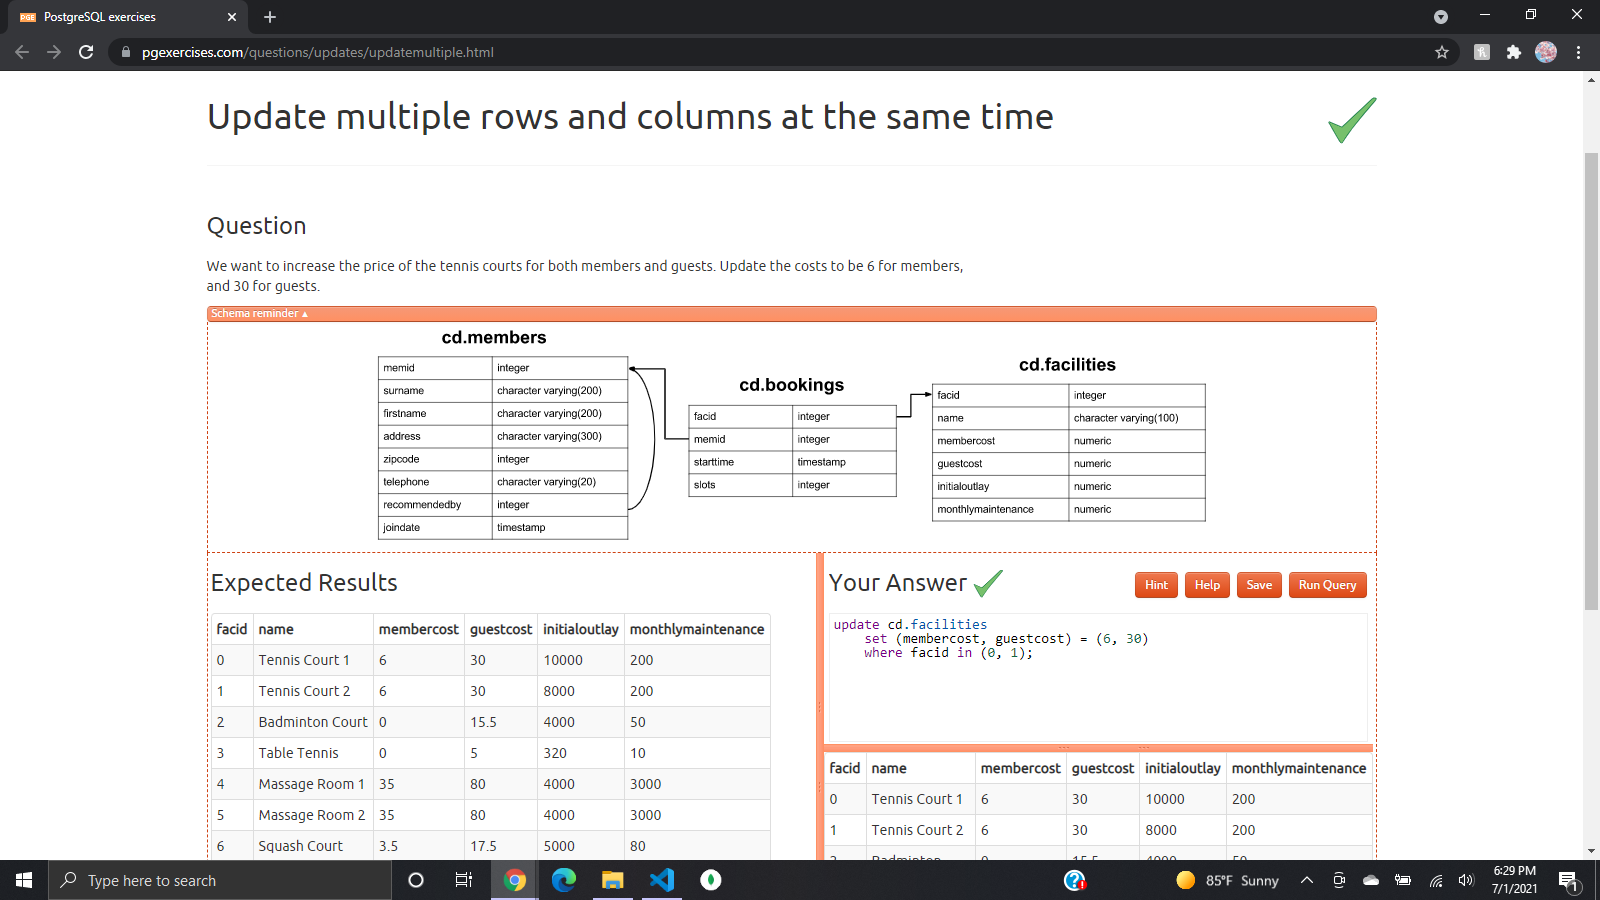 PGE PostgreSQL exercises
pgexercises.com/questions/updates/updatemultiple.html
Update multiple rows and columns at the same time
Question
We want to increase the price of the tennis courts for both members and guests. Update the costs to be 6 for members,
and 30 for guests.
Schema reminder ▲
cd.members
memid integer
surname character varying(200)
firstname character varying(200)
address character varying(300)
zipcode integer
telephone character varying(20)
recommendedby integer
joindate timestamp
cd.bookings
facid integer
memid integer
starttime timestamp
slots integer
cd.facilities
facid integer
name character varying(100)
membercost numeric
guestcost numeric
initialoutlay numeric
monthlymaintenance numeric
Expected Results
facid name membercost guestcost initialoutlay monthlymaintenance
0 Tennis Court 1 6 30 10000 200
1 Tennis Court 2 6 30 8000 200
2 Badminton Court 0 15.5 4000 50
3 Table Tennis 0 5 320 10
4 Massage Room 1 35 80 4000 3000
5 Massage Room 2 35 80 4000 3000
6 Squash Court 3.5 17.5 5000 80
Your Answer
Hint Help Save Run Query
update cd.facilities
set (membercost, guestcost) = (6, 30)
where facid in (0, 1);
facid name membercost guestcost initialoutlay monthlymaintenance
0 Tennis Court 1 6 30 10000 200
1 Tennis Court 2 6 30 8000 200
2 Badminton 0 15.5 4000 50
Type here to search
85°F Sunny
6:29 PM
7/1/2021
1